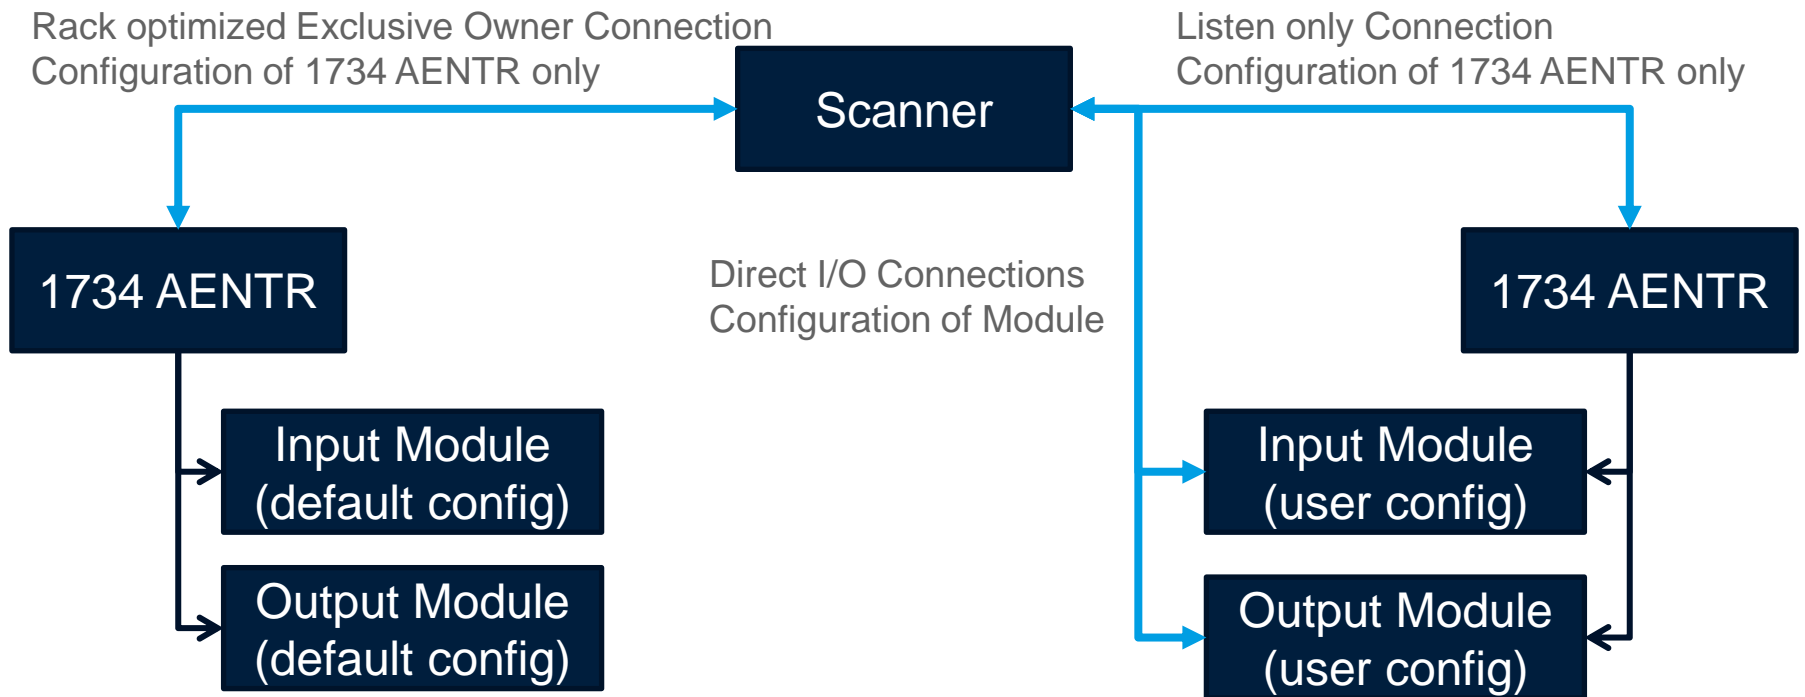 Rack optimized Exclusive Owner Connection
Configuration of 1734 AENTR only
Scanner
Listen only Connection
Configuration of 1734 AENTR only
1734 AENTR
Direct I/O Connections
Configuration of Module
1734 AENTR
Input Module
(default config)
Output Module
(default config)
Input Module
(user config)
Output Module
(user config)